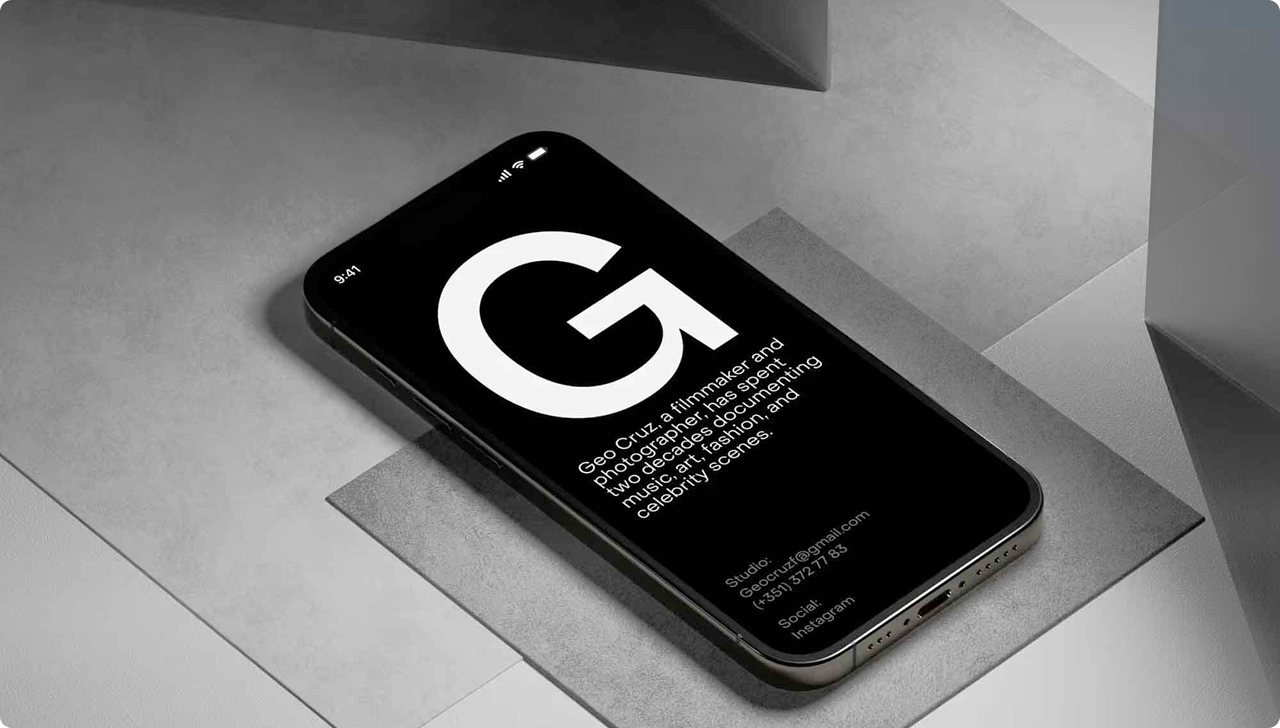 9:41
G
Geo Cruz, a filmmaker and
photographer, has spent
two decades documenting
music, art, fashion, and
celebrity scenes.
Studio:
Geocruzf@gmail.com
(+351) 372 77 83
Social:
Instagram